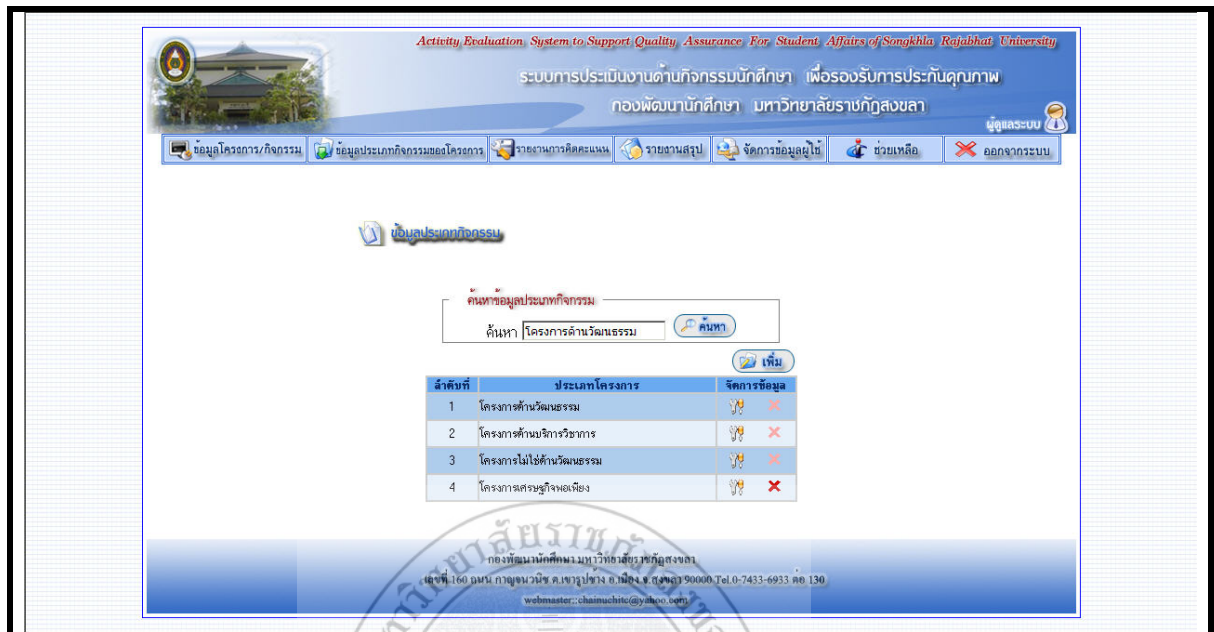 Activity Evaluation System to Support Quality Assurance For Student Affairs of Songkhla Rajabhat University
ระบบการประเมินงานด้านกิจกรรมนักศึกษา เพื่อรองรับการประกันคุณภาพ
กองพัฒนานักศึกษา มหาวิทยาลัยราชภัฏสงขลา
ผู้ดูแลระบบ
ข้อมูลโครงการ/กิจกรรม ข้อมูลประเภทกิจกรรมของโครงการ รายงานการคิดคะแนน รายงานสรุป จัดการข้อมูลผู้ใช้ ช่วยเหลือ ออกจากระบบ
ข้อมูลประเภทกิจกรรม
ค้นหาข้อมูลประเภทกิจกรรม
ค้นหา โครงการด้านวัฒนธรรม ค้นหา
เพิ่ม
ลำดับที่ ประเภทโครงการ จัดการข้อมูล
1 โครงการด้านวัฒนธรรม
2 โครงการด้านบริการวิชาการ
3 โครงการไม่ใช่ด้านวัฒนธรรม
4 โครงการเศรษฐกิจพอเพียง
กองพัฒนานักศึกษา มหาวิทยาลัยราชภัฏสงขลา
เลขที่ 160 ถนน กาญจนวนิช ต.เขารูปช้าง อ.เมือง จ.สงขลา 90000 Tel.0-7433-6933 ต่อ 130
webmaster::chainuchitc@yahoo.com